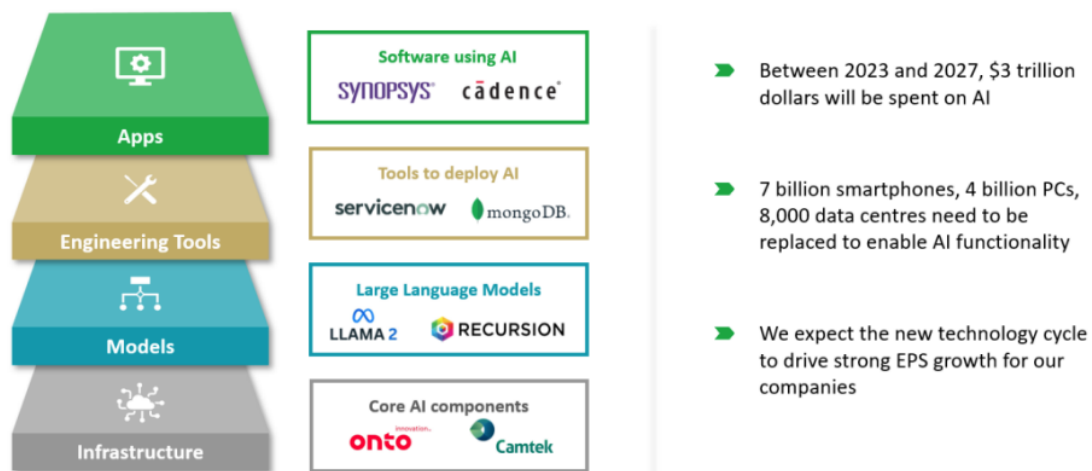 Apps
Engineering Tools
Models
Infrastructure
Software using AI
SYNOPSYS® cādence®
Tools to deploy AI
servicenow mongoDB.
Large Language Models
LLAMA 2 RECURSION
Core AI components
onto innovation™ Camtek
Between 2023 and 2027, $3 trillion
dollars will be spent on AI
7 billion smartphones, 4 billion PCs,
8,000 data centres need to be
replaced to enable AI functionality
We expect the new technology cycle
to drive strong EPS growth for our
companies